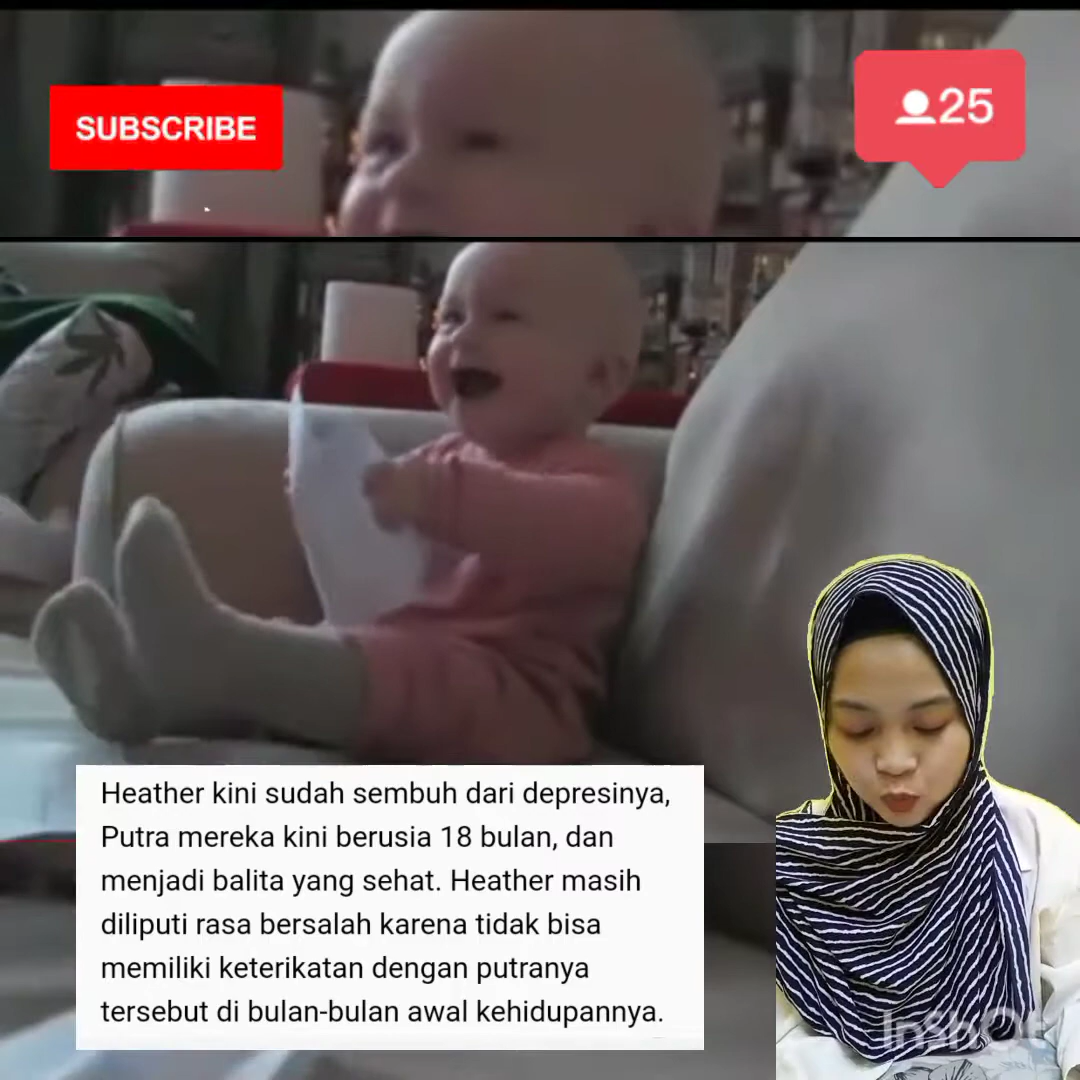 SUBSCRIBE
25
Heather kini sudah sembuh dari depresinya,
Putra mereka kini berusia 18 bulan, dan
menjadi balita yang sehat. Heather masih
diliputi rasa bersalah karena tidak bisa
memiliki keterikatan dengan putranya
tersebut di bulan-bulan awal kehidupannya.
InShOt